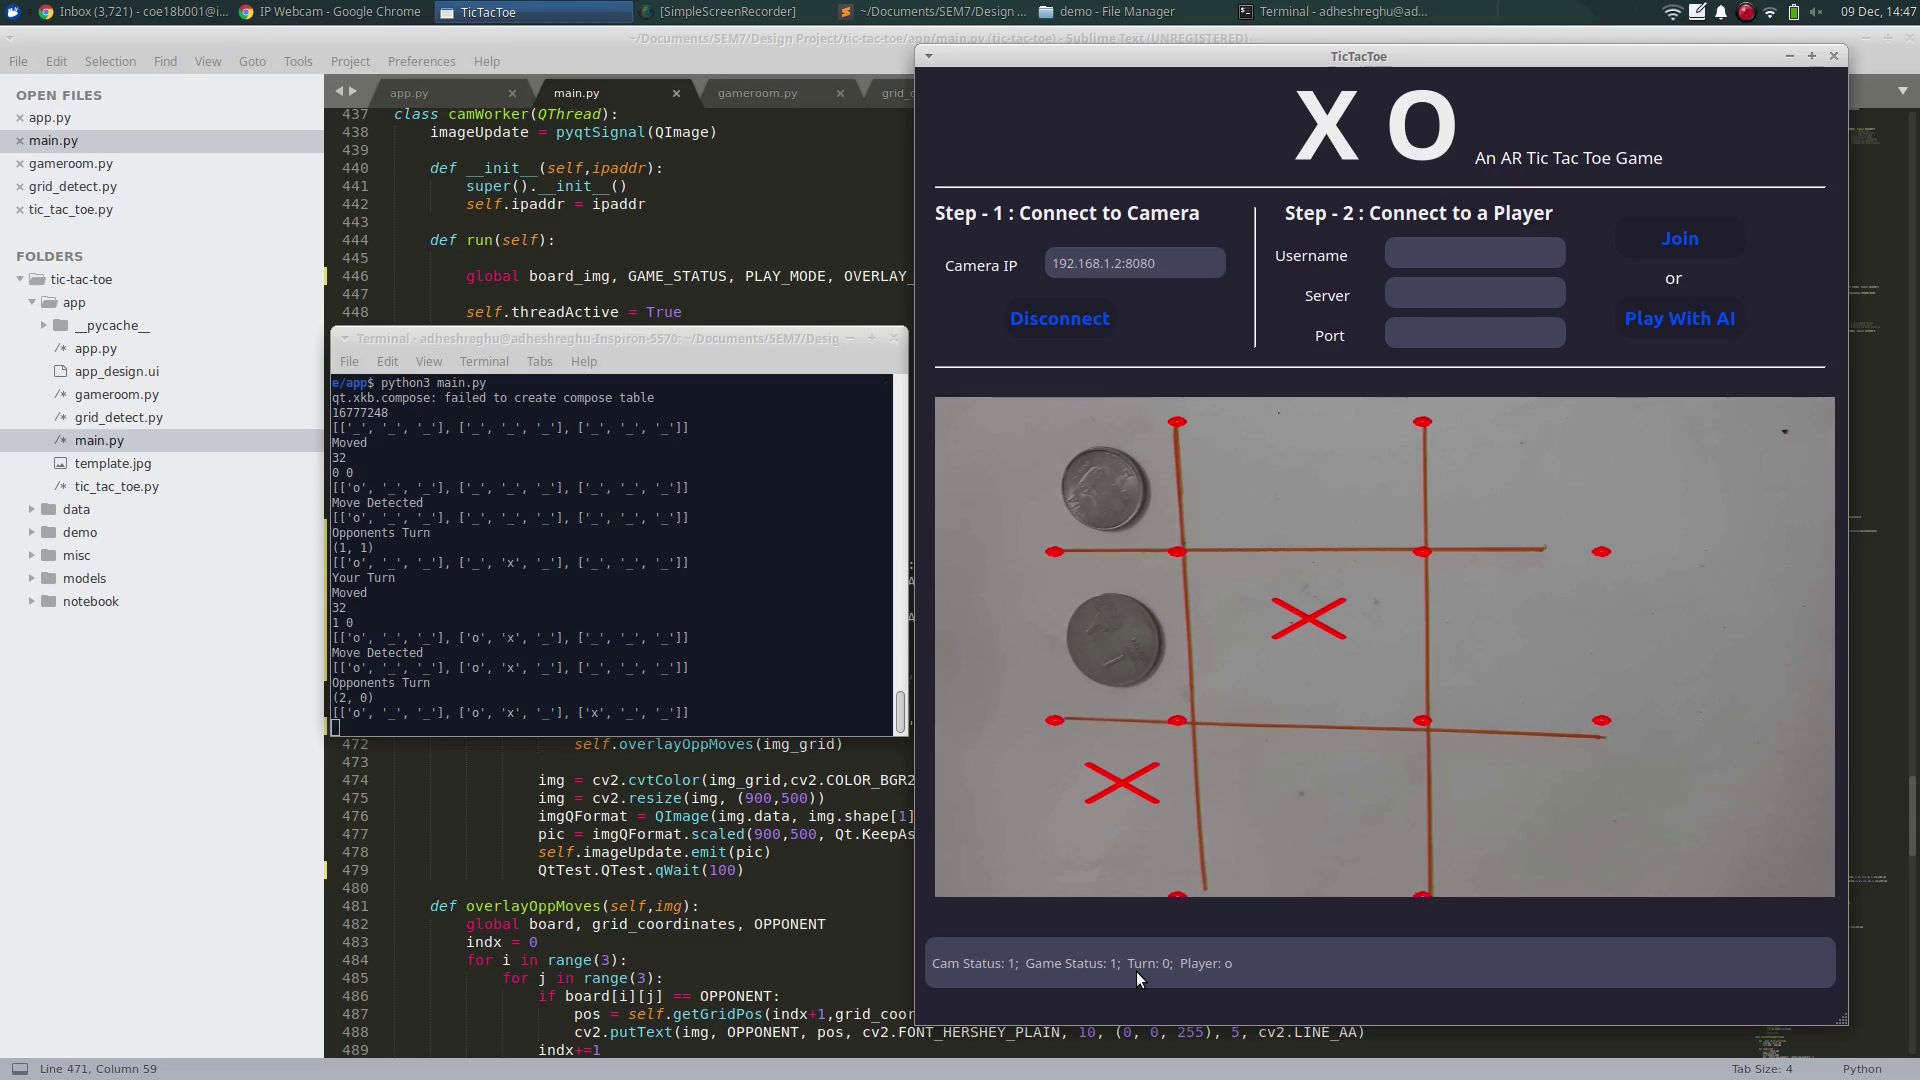 Inbox (3,721) - coe18b001@i...
IP Webcam - Google Chrome
TicTacToe
[SimpleScreenRecorder]
~/Documents/SEM7/Design ...
demo - File Manager
Terminal - adheshreghu@ad...
09 Dec, 14:47
~/Documents/SEM7/Design Project/tic-tac-toe/app/main.py (tic-tac-toe) - Sublime Text (UNREGISTERED)
File Edit Selection Find View Goto Tools Project Preferences Help
OPEN FILES
app.py
main.py
gameroom.py
grid_detect.py
tic_tac_toe.py
FOLDERS
tic-tac-toe
app
__pycache__
app.py
app_design.ui
gameroom.py
grid_detect.py
main.py
template.jpg
tic_tac_toe.py
data
demo
misc
models
notebook
app.py
main.py
gameroom.py
437 class camWorker(QThread):
438 imageUpdate = pyqtSignal(QImage)
439
440 def __init__(self,ipaddr):
441 super().__init__()
442 self.ipaddr = ipaddr
443
444 def run(self):
445
446 global board_img, GAME_STATUS, PLAY_MODE, OVERLAY_
447
448 self.threadActive = True
Terminal - adheshreghu@adheshreghu-Inspiron-5570: ~/Documents/SEM7/Desig
File Edit View Terminal Tabs Help
e/app$ python3 main.py
qt.xkb.compose: failed to create compose table
16777248
[['_', '_', '_'], ['_', '_', '_'], ['_', '_', '_']]
Moved
32
0 0
[['o', '_', '_'], ['_', '_', '_'], ['_', '_', '_']]
Move Detected
[['o', '_', '_'], ['_', '_', '_'], ['_', '_', '_']]
Opponents Turn
(1, 1)
[['o', '_', '_'], ['_', 'x', '_'], ['_', '_', '_']]
Your Turn
Moved
32
1 0
[['o', '_', '_'], ['o', 'x', '_'], ['_', '_', '_']]
Move Detected
[['o', '_', '_'], ['o', 'x', '_'], ['_', '_', '_']]
Opponents Turn
(2, 0)
[['o', '_', '_'], ['o', 'x', '_'], ['x', '_', '_']]
472 self.overlayOppMoves(img_grid)
473
474 img = cv2.cvtColor(img_grid,cv2.COLOR_BGR2
475 img = cv2.resize(img, (900,500))
476 imgQFormat = QImage(img.data, img.shape[1]
477 pic = imgQFormat.scaled(900,500, Qt.KeepAs
478 self.imageUpdate.emit(pic)
479 QtTest.QTest.qWait(100)
480
481 def overlayOppMoves(self,img):
482 global board, grid_coordinates, OPPONENT
483 indx = 0
484 for i in range(3):
485 for j in range(3):
486 if board[i][j] == OPPONENT:
487 pos = self.getGridPos(indx+1,grid_coor
488 cv2.putText(img, OPPONENT, pos, cv2.FONT_HERSHEY_PLAIN, 10, (0, 0, 255), 5, cv2.LINE_AA)
489 indx+=1
TicTacToe
X O An AR Tic Tac Toe Game
Step - 1 : Connect to Camera
Camera IP 192.168.1.2:8080
Disconnect
Step - 2 : Connect to a Player
Username
Server
Port
Join
or
Play With AI
Cam Status: 1; Game Status: 1; Turn: 0; Player: o
Line 471, Column 59
Tab Size: 4
Python